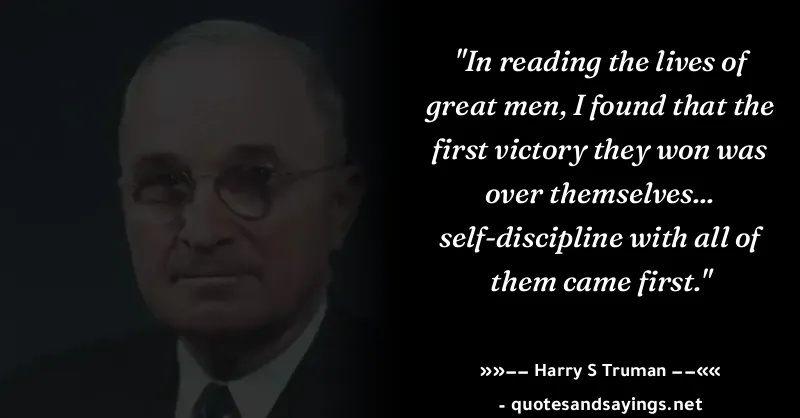 "In reading the lives of
great men, I found that the
first victory they won was
over themselves...
self-discipline with all of
them came first."
»»−− Harry S Truman −−««
- quotesandsayings.net